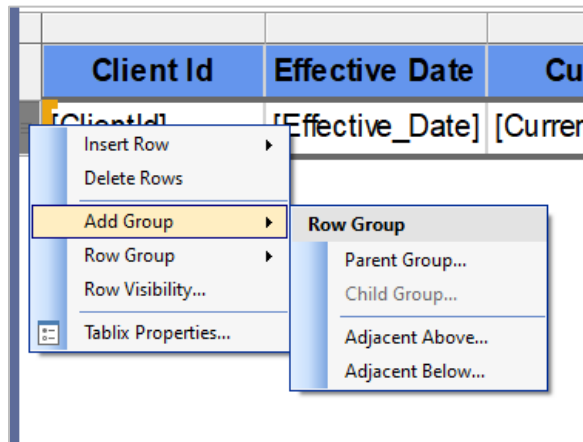 Client Id Effective Date Cu
[ClientId] [Effective_Date] [Curren
Insert Row
Delete Rows
Add Group
Row Group
Row Visibility...
Tablix Properties...
Row Group
Parent Group...
Child Group...
Adjacent Above...
Adjacent Below...